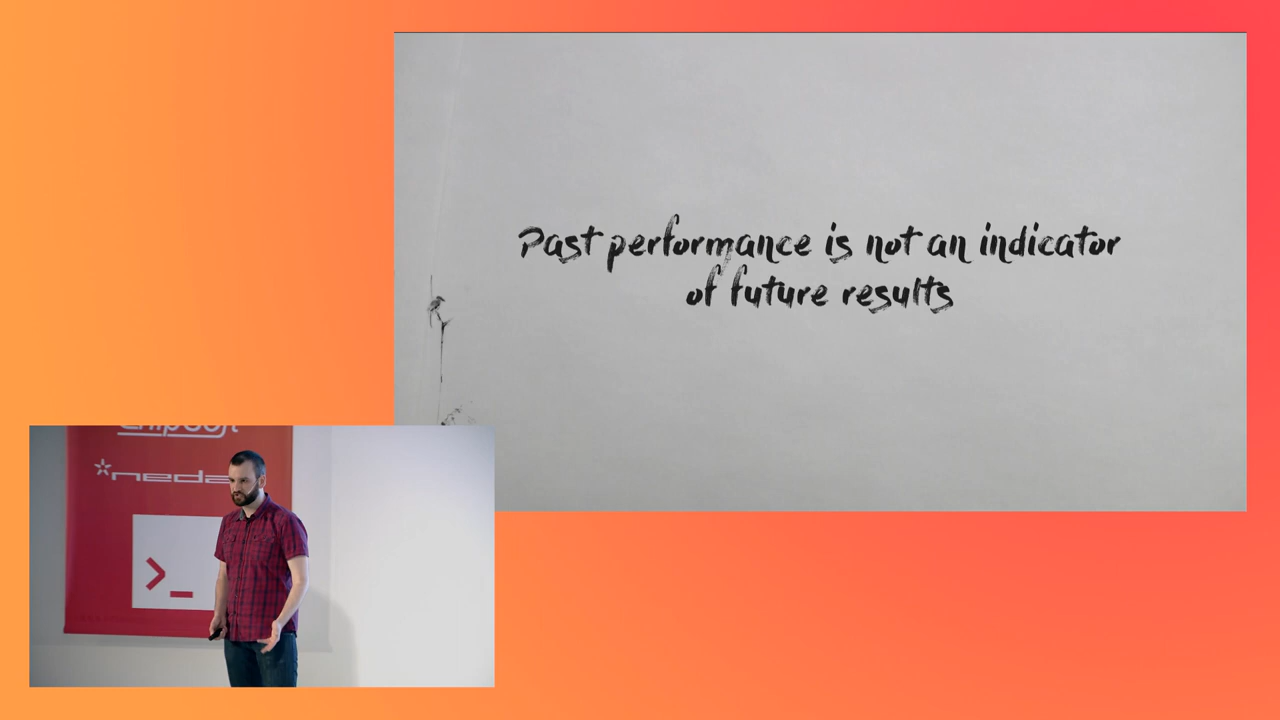 Past performance is not an indicator
of future results
>_